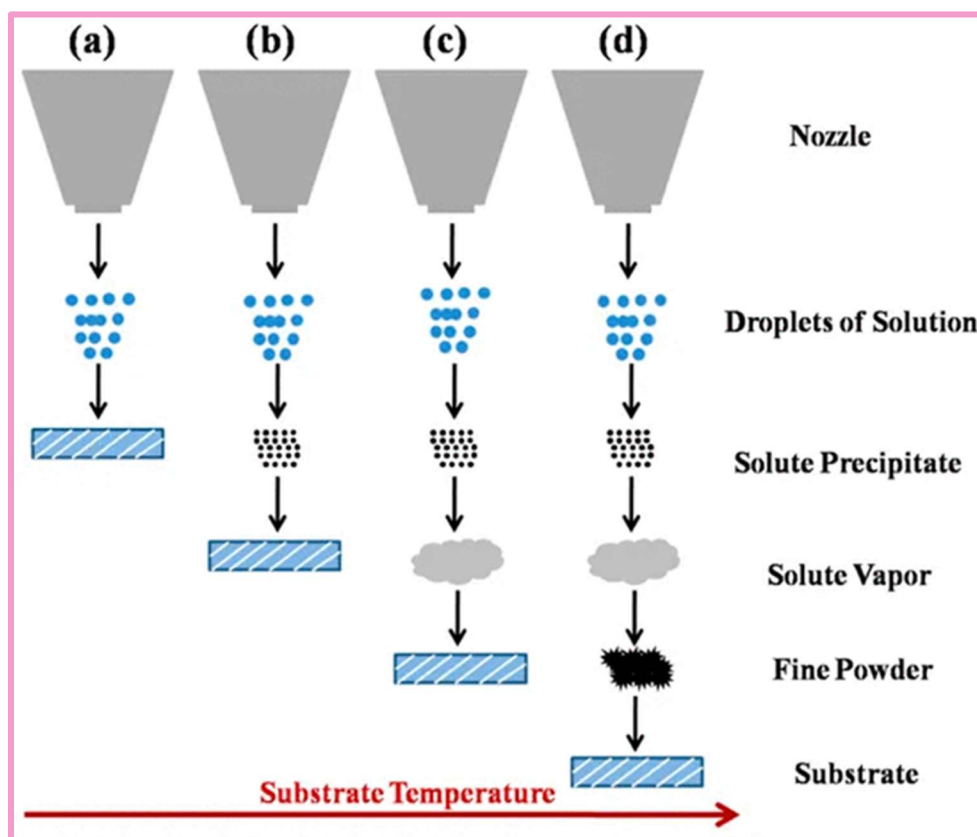 (a) (b) (c) (d)
Nozzle
Droplets of Solution
Solute Precipitate
Solute Vapor
Fine Powder
Substrate
Substrate Temperature